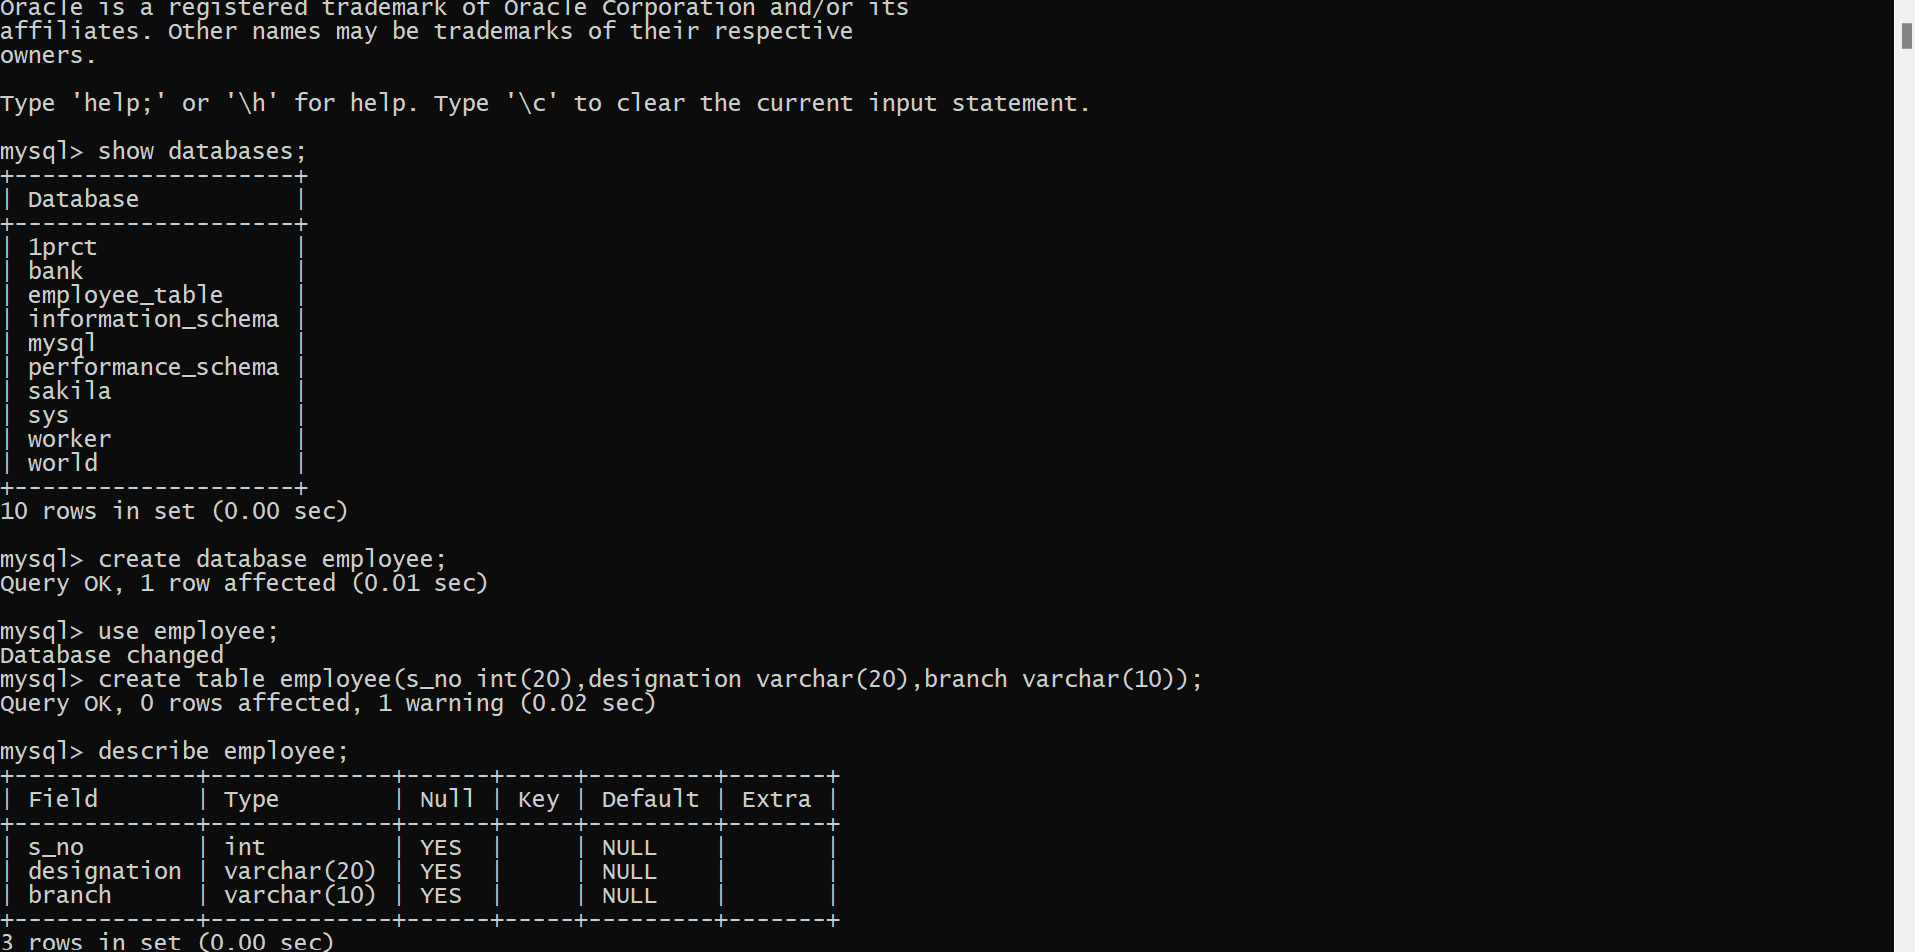 Oracle is a registered trademark of Oracle Corporation and/or its
affiliates. Other names may be trademarks of their respective
owners.

Type 'help;' or '\h' for help. Type '\c' to clear the current input statement.

mysql> show databases;
+--------------------+
| Database           |
+--------------------+
| 1prct              |
| bank               |
| employee_table     |
| information_schema |
| mysql              |
| performance_schema |
| sakila             |
| sys                |
| worker             |
| world              |
+--------------------+
10 rows in set (0.00 sec)

mysql> create database employee;
Query OK, 1 row affected (0.01 sec)

mysql> use employee;
Database changed
mysql> create table employee(s_no int(20),designation varchar(20),branch varchar(10));
Query OK, 0 rows affected, 1 warning (0.02 sec)

mysql> describe employee;
+-------------+-------------+------+-----+---------+-------+
| Field       | Type        | Null | Key | Default | Extra |
+-------------+-------------+------+-----+---------+-------+
| s_no        | int         | YES  |     | NULL    |       |
| designation | varchar(20) | YES  |     | NULL    |       |
| branch      | varchar(10) | YES  |     | NULL    |       |
+-------------+-------------+------+-----+---------+-------+
3 rows in set (0.00 sec)